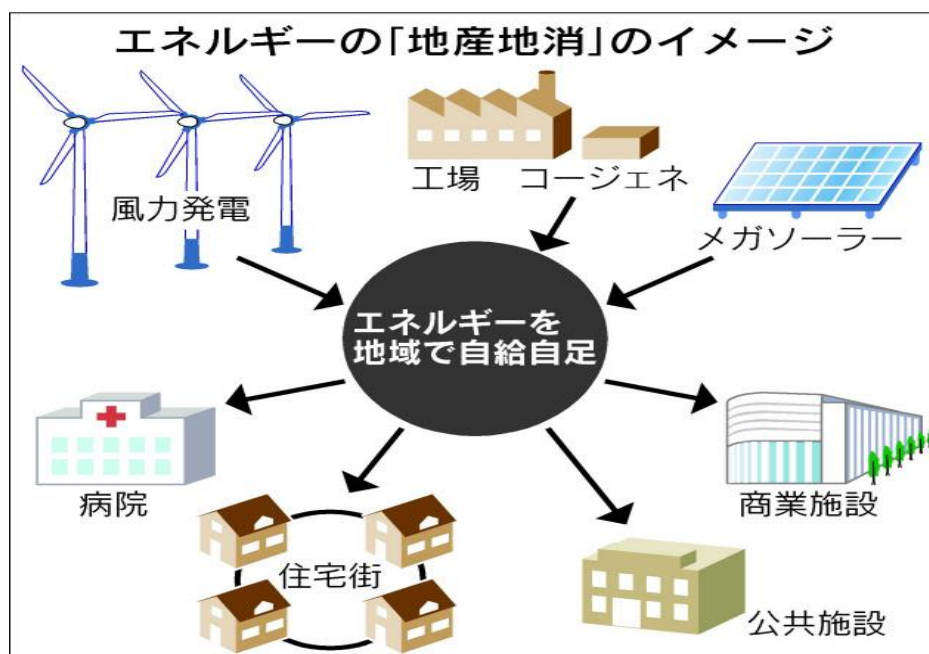 エネルギーの「地産地消」のイメージ
風力発電
工場
コージェネ
メガソーラー
エネルギーを
地域で自給自足
病院
住宅街
公共施設
商業施設